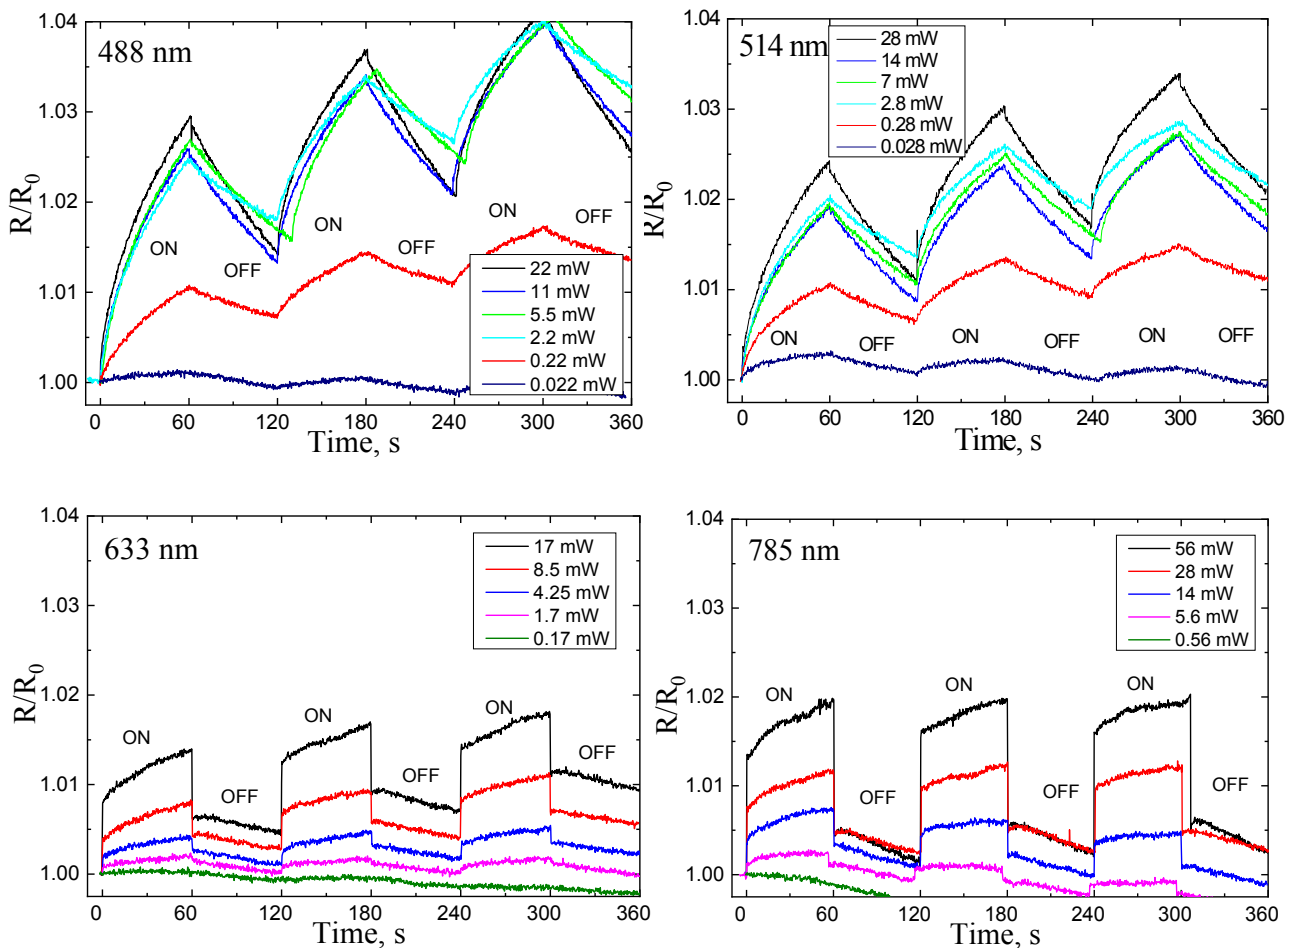 488 nm
R/R0
1.04
1.03
1.02
1.01
1.00
ON
OFF
ON
OFF
ON
OFF
22 mW
11 mW
5.5 mW
2.2 mW
0.22 mW
0.022 mW
0 60 120 180 240 300 360
Time, s
514 nm
R/R0
1.04
1.03
1.02
1.01
1.00
28 mW
14 mW
7 mW
2.8 mW
0.28 mW
0.028 mW
ON
OFF
ON
OFF
ON
OFF
0 60 120 180 240 300 360
Time, s
633 nm
R/R0
1.04
1.03
1.02
1.01
1.00
17 mW
8.5 mW
4.25 mW
1.7 mW
0.17 mW
ON
OFF
ON
OFF
ON
OFF
0 60 120 180 240 300 360
Time, s
785 nm
R/R0
1.04
1.03
1.02
1.01
1.00
56 mW
28 mW
14 mW
5.6 mW
0.56 mW
ON
OFF
ON
OFF
ON
OFF
0 60 120 180 240 300 360
Time, s